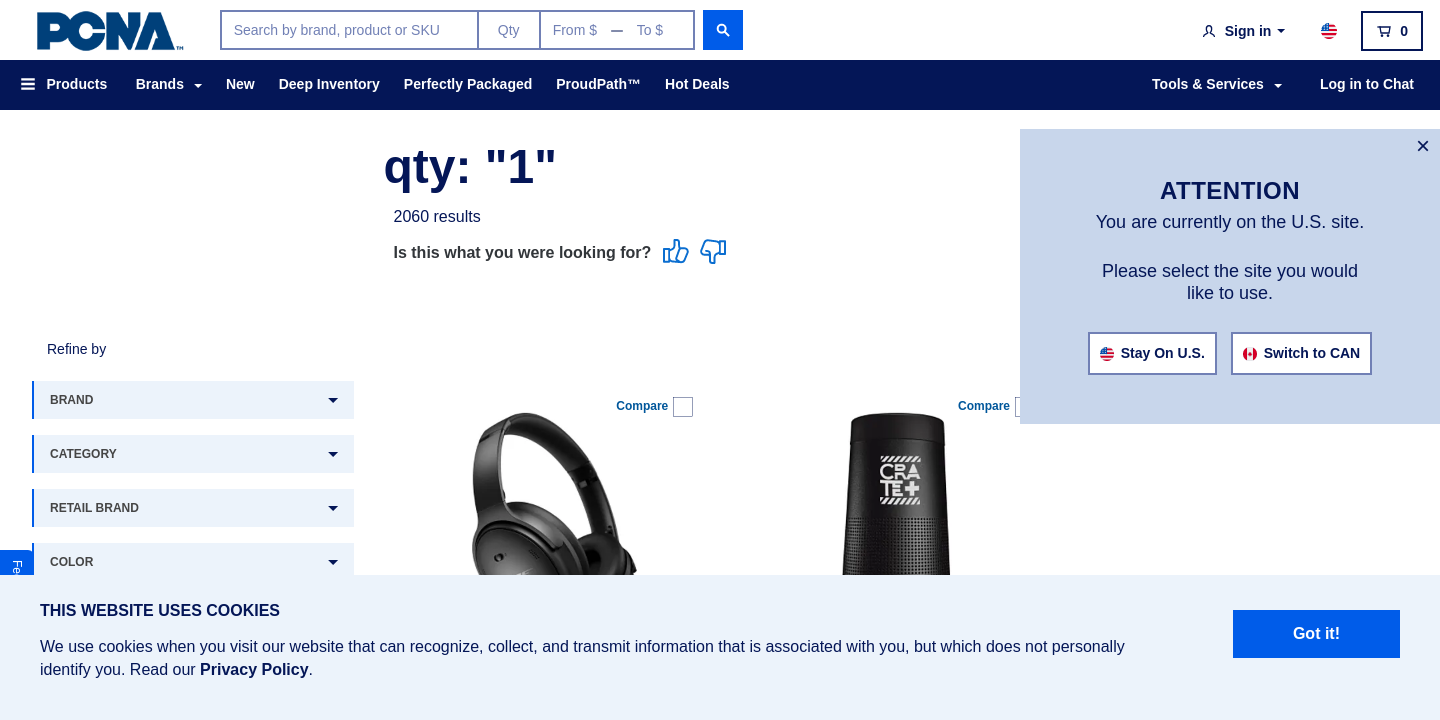 PCNA™
Search by brand, product or SKU
Qty
From $ — To $
Sign in
0
Products
Brands
New
Deep Inventory
Perfectly Packaged
ProudPath™
Hot Deals
Tools & Services
Log in to Chat
qty: "1"
2060 results
Is this what you were looking for?
×
ATTENTION
You are currently on the U.S. site.
Please select the site you would
like to use.
Stay On U.S.
Switch to CAN
Refine by
BRAND
CATEGORY
RETAIL BRAND
COLOR
Compare
Compare
CRA
TE+
THIS WEBSITE USES COOKIES
We use cookies when you visit our website that can recognize, collect, and transmit information that is associated with you, but which does not personally
identify you. Read our Privacy Policy.
Got it!